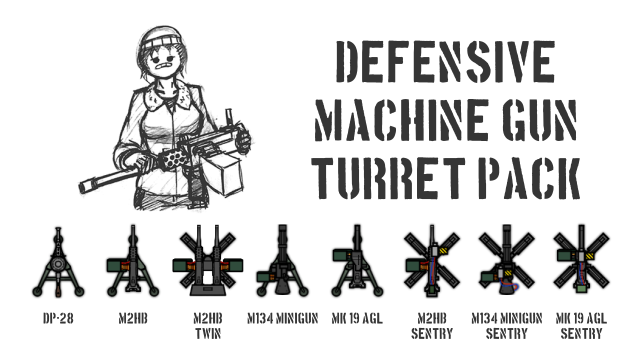 DEFENSIVE
MACHINE GUN
TURRET PACK
DP-28
M2HB
M2HB
TWIN
M134 MINIGUN
MK 19 AGL
M2HB
SENTRY
M134 MINIGUN
SENTRY
MK 19 AGL
SENTRY